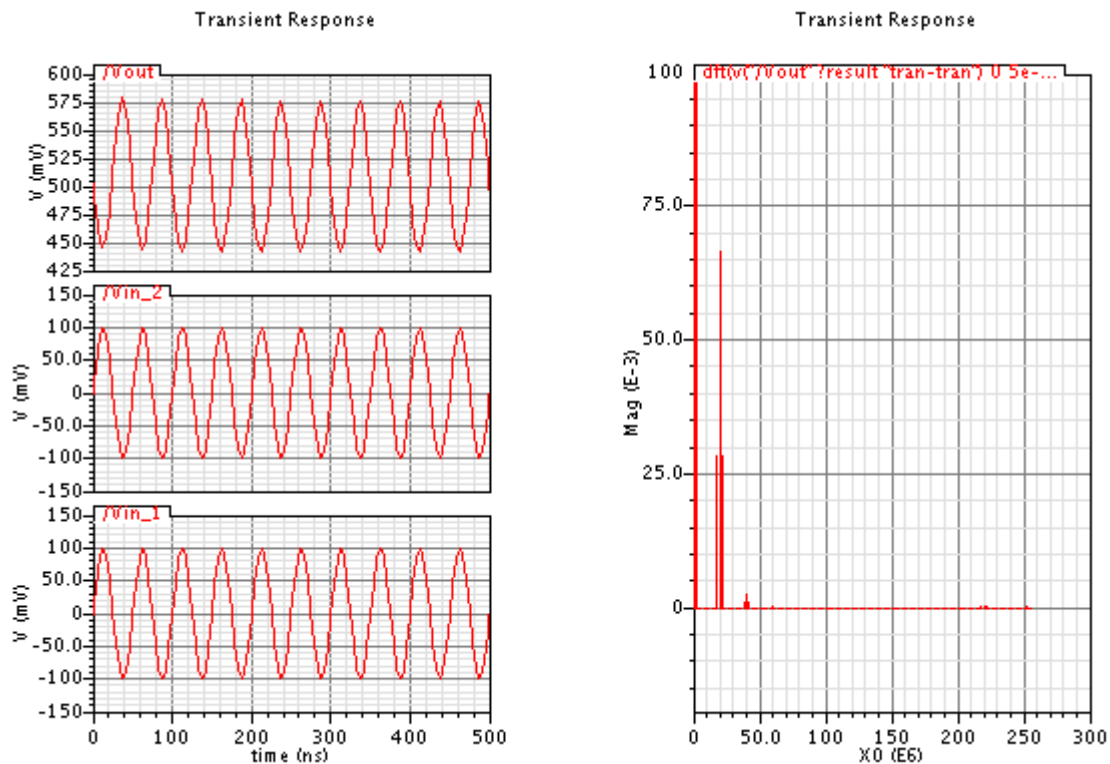 Transient Response
/Vout
600
575
550
525
500
475
450
425
V (mV)
/Vin_2
150
100
50.0
0
-50.0
-100
-150
V (mV)
/Vin_1
150
100
50.0
0
-50.0
-100
-150
V (mV)
0 100 200 300 400 500
time (ns)
Transient Response
dft(v("/Vout" ?result "tran-tran") 0 5e-...
100
75.0
50.0
25.0
0
Mag (E-3)
0 50.0 100 150 200 250 300
X0 (E6)